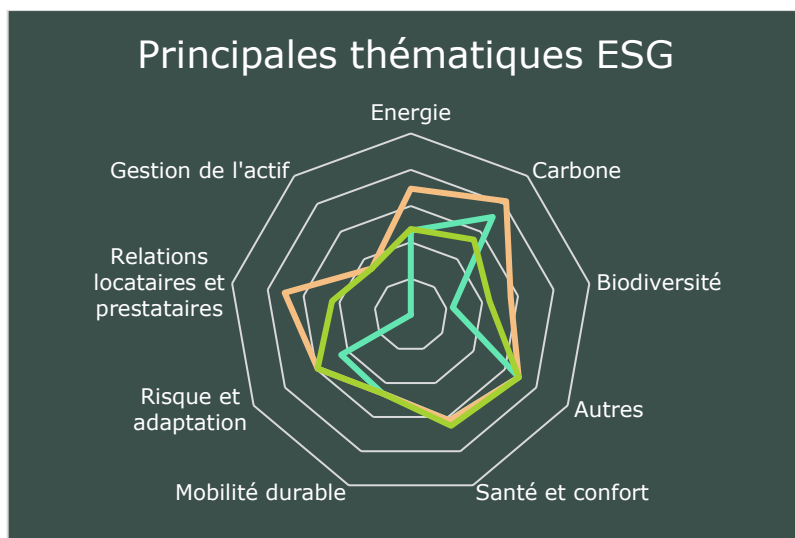 Principales thématiques ESG
Energie
Carbone
Biodiversité
Autres
Santé et confort
Mobilité durable
Risque et
adaptation
Relations
locataires et
prestataires
Gestion de l'actif